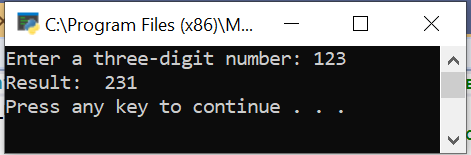 C:\Program Files (x86)\M...
Enter a three-digit number: 123
Result:  231
Press any key to continue . . .